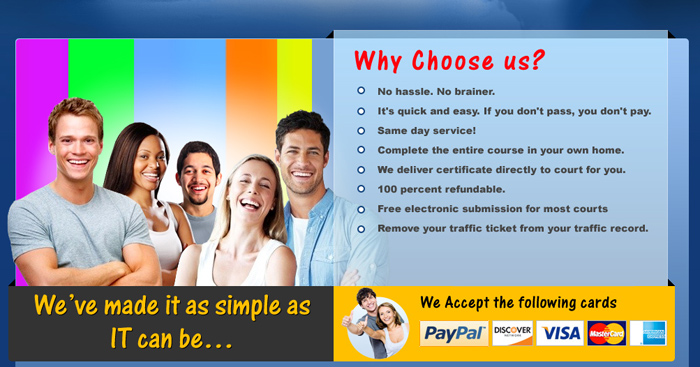 Why Choose us?
No hassle. No brainer.
It's quick and easy. If you don't pass, you don't pay.
Same day service!
Complete the entire course in your own home.
We deliver certificate directly to court for you.
100 percent refundable.
Free electronic submission for most courts
Remove your traffic ticket from your traffic record.
We've made it as simple as
IT can be...
We Accept the following cards
PayPal DISCOVER VISA MasterCard